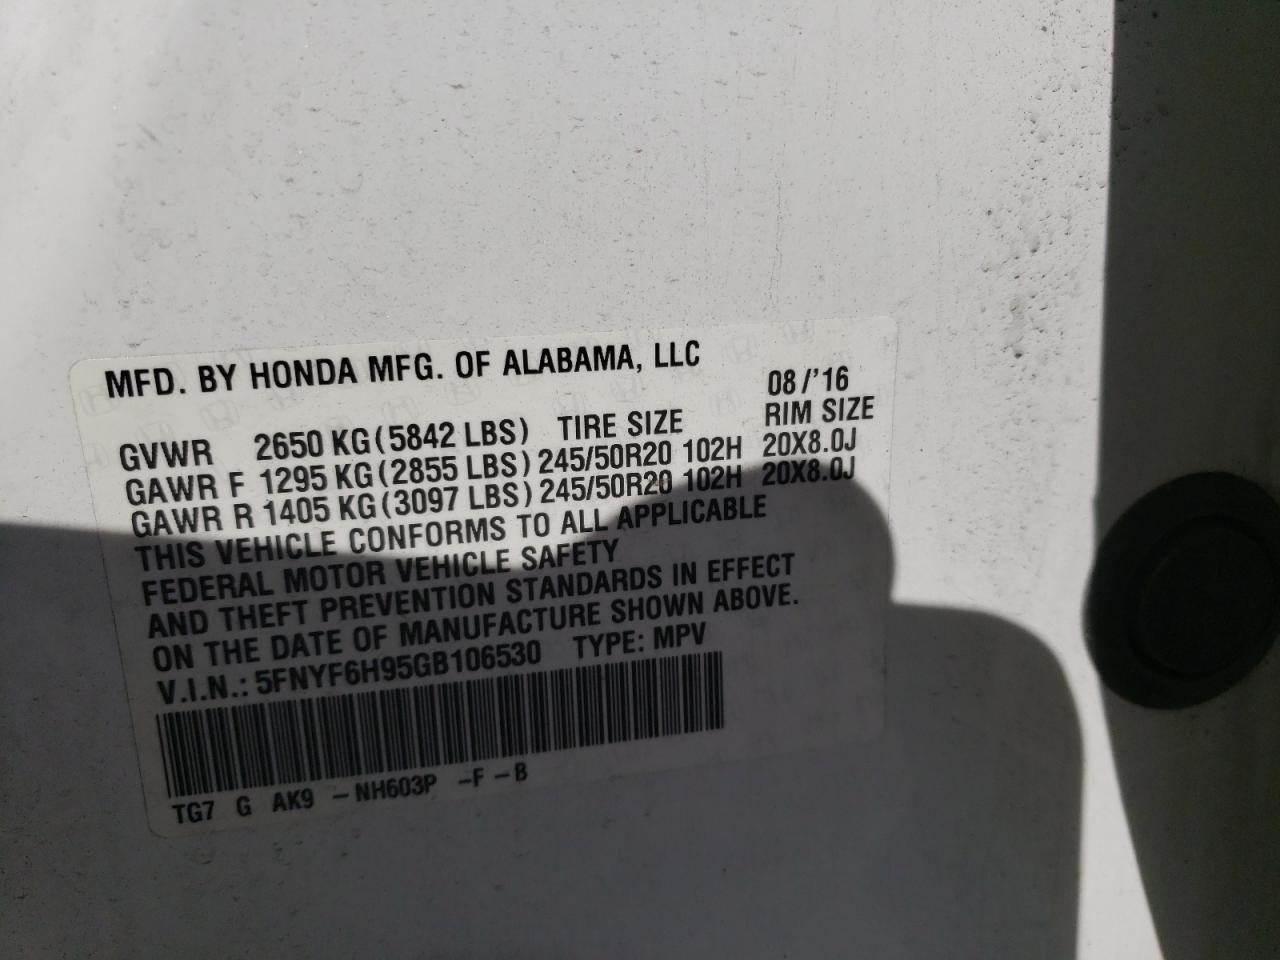 MFD. BY HONDA MFG. OF ALABAMA, LLC
08/'16
GVWR 2650 KG(5842 LBS) TIRE SIZE RIM SIZE
GAWR F 1295 KG(2855 LBS) 245/50R20 102H 20X8.0J
GAWR R 1405 KG(3097 LBS) 245/50R20 102H 20X8.0J
THIS VEHICLE CONFORMS TO ALL APPLICABLE
FEDERAL MOTOR VEHICLE SAFETY
AND THEFT PREVENTION STANDARDS IN EFFECT
ON THE DATE OF MANUFACTURE SHOWN ABOVE.
V.I.N.: 5FNYF6H95GB106530 TYPE: MPV
TG7 G AK9 -NH603P -F-B